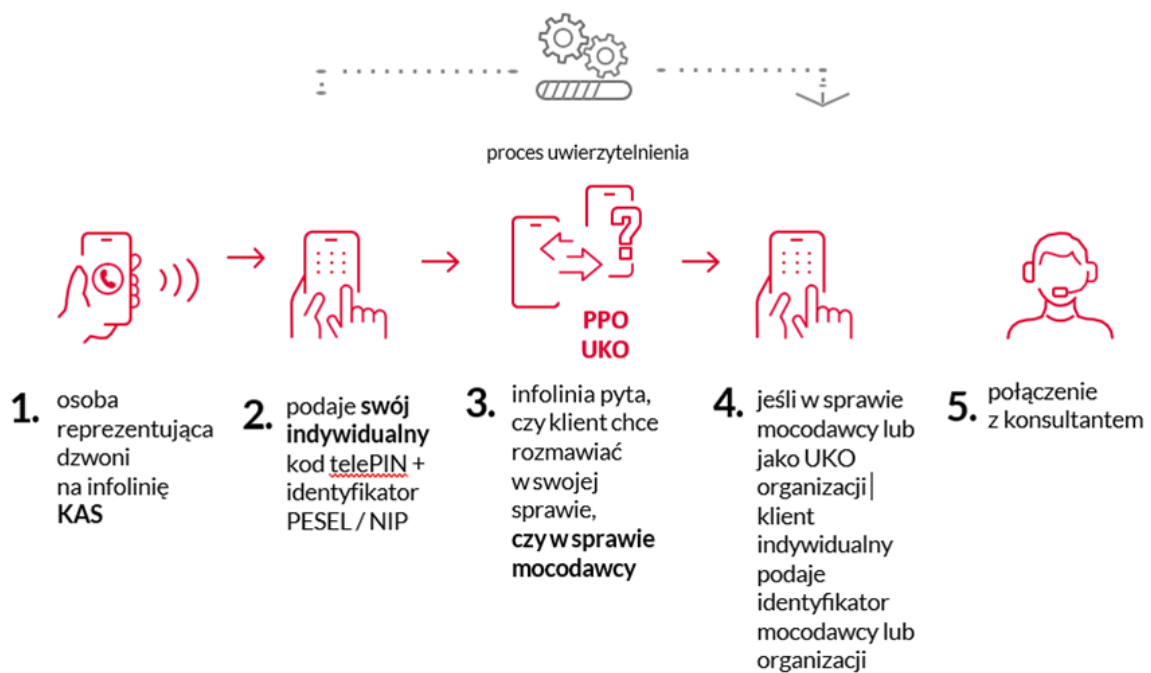 proces uwierzytelnienia
?
PPO
UKO
1. osoba
reprezentująca
dzwoni
na infolinię
KAS
2. podaje swój
indywidualny
kod telePIN +
identyfikator
PESEL / NIP
3. infolinia pyta,
czy klient chce
rozmawiać
w swojej
sprawie,
czy w sprawie
mocodawcy
4. jeśli w sprawie
mocodawcy lub
jako UKO
organizacji|
klient
indywidualny
podaje
identyfikator
mocodawcy lub
organizacji
5. połączenie
z konsultantem